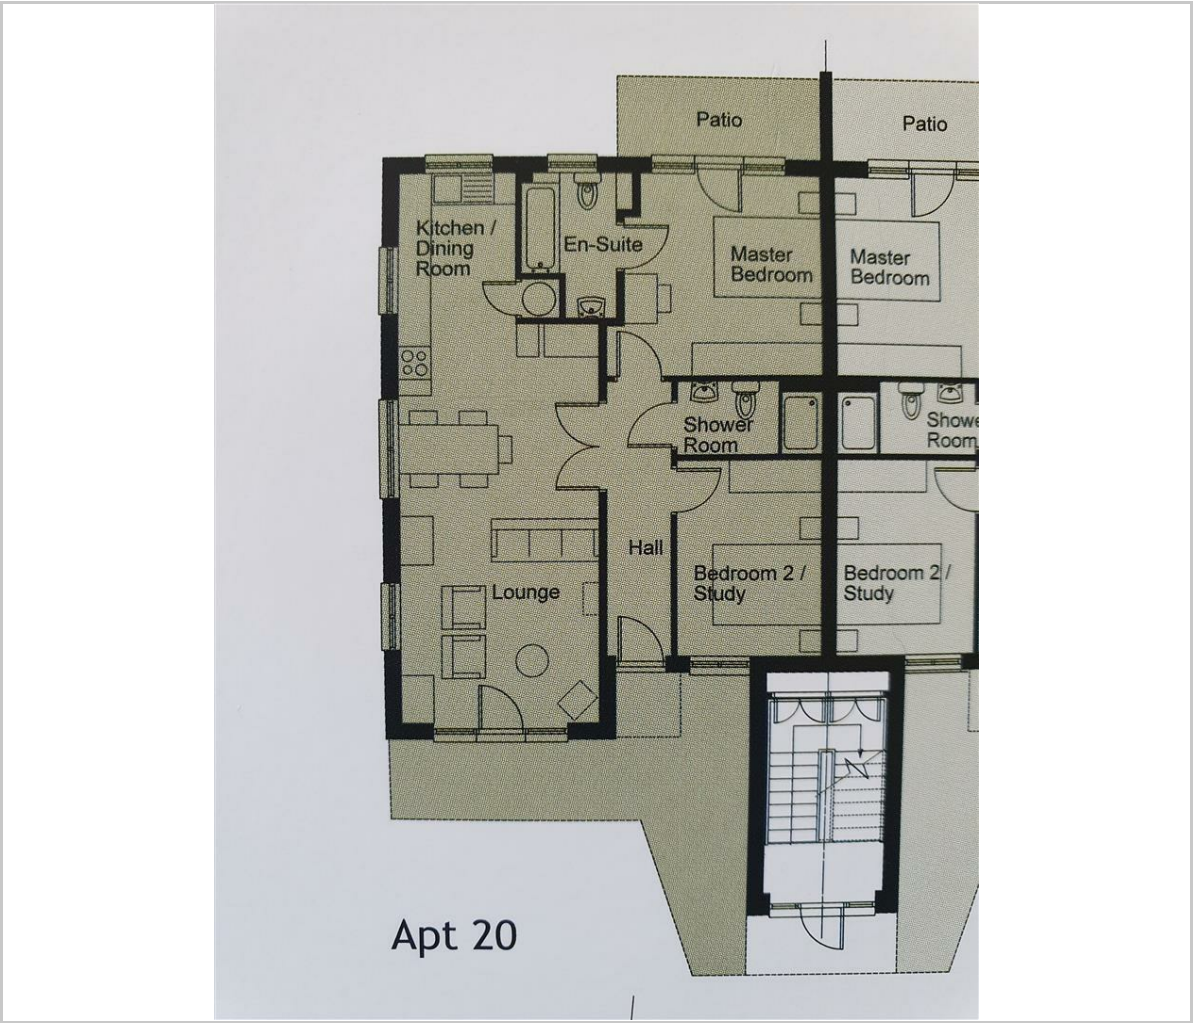 Patio
Patio
Kitchen /
Dining
Room
En-Suite
Master
Bedroom
Master
Bedroom
Shower
Room
Showe
Room
Hall
Bedroom 2 /
Study
Bedroom 2 /
Study
Lounge
Apt 20